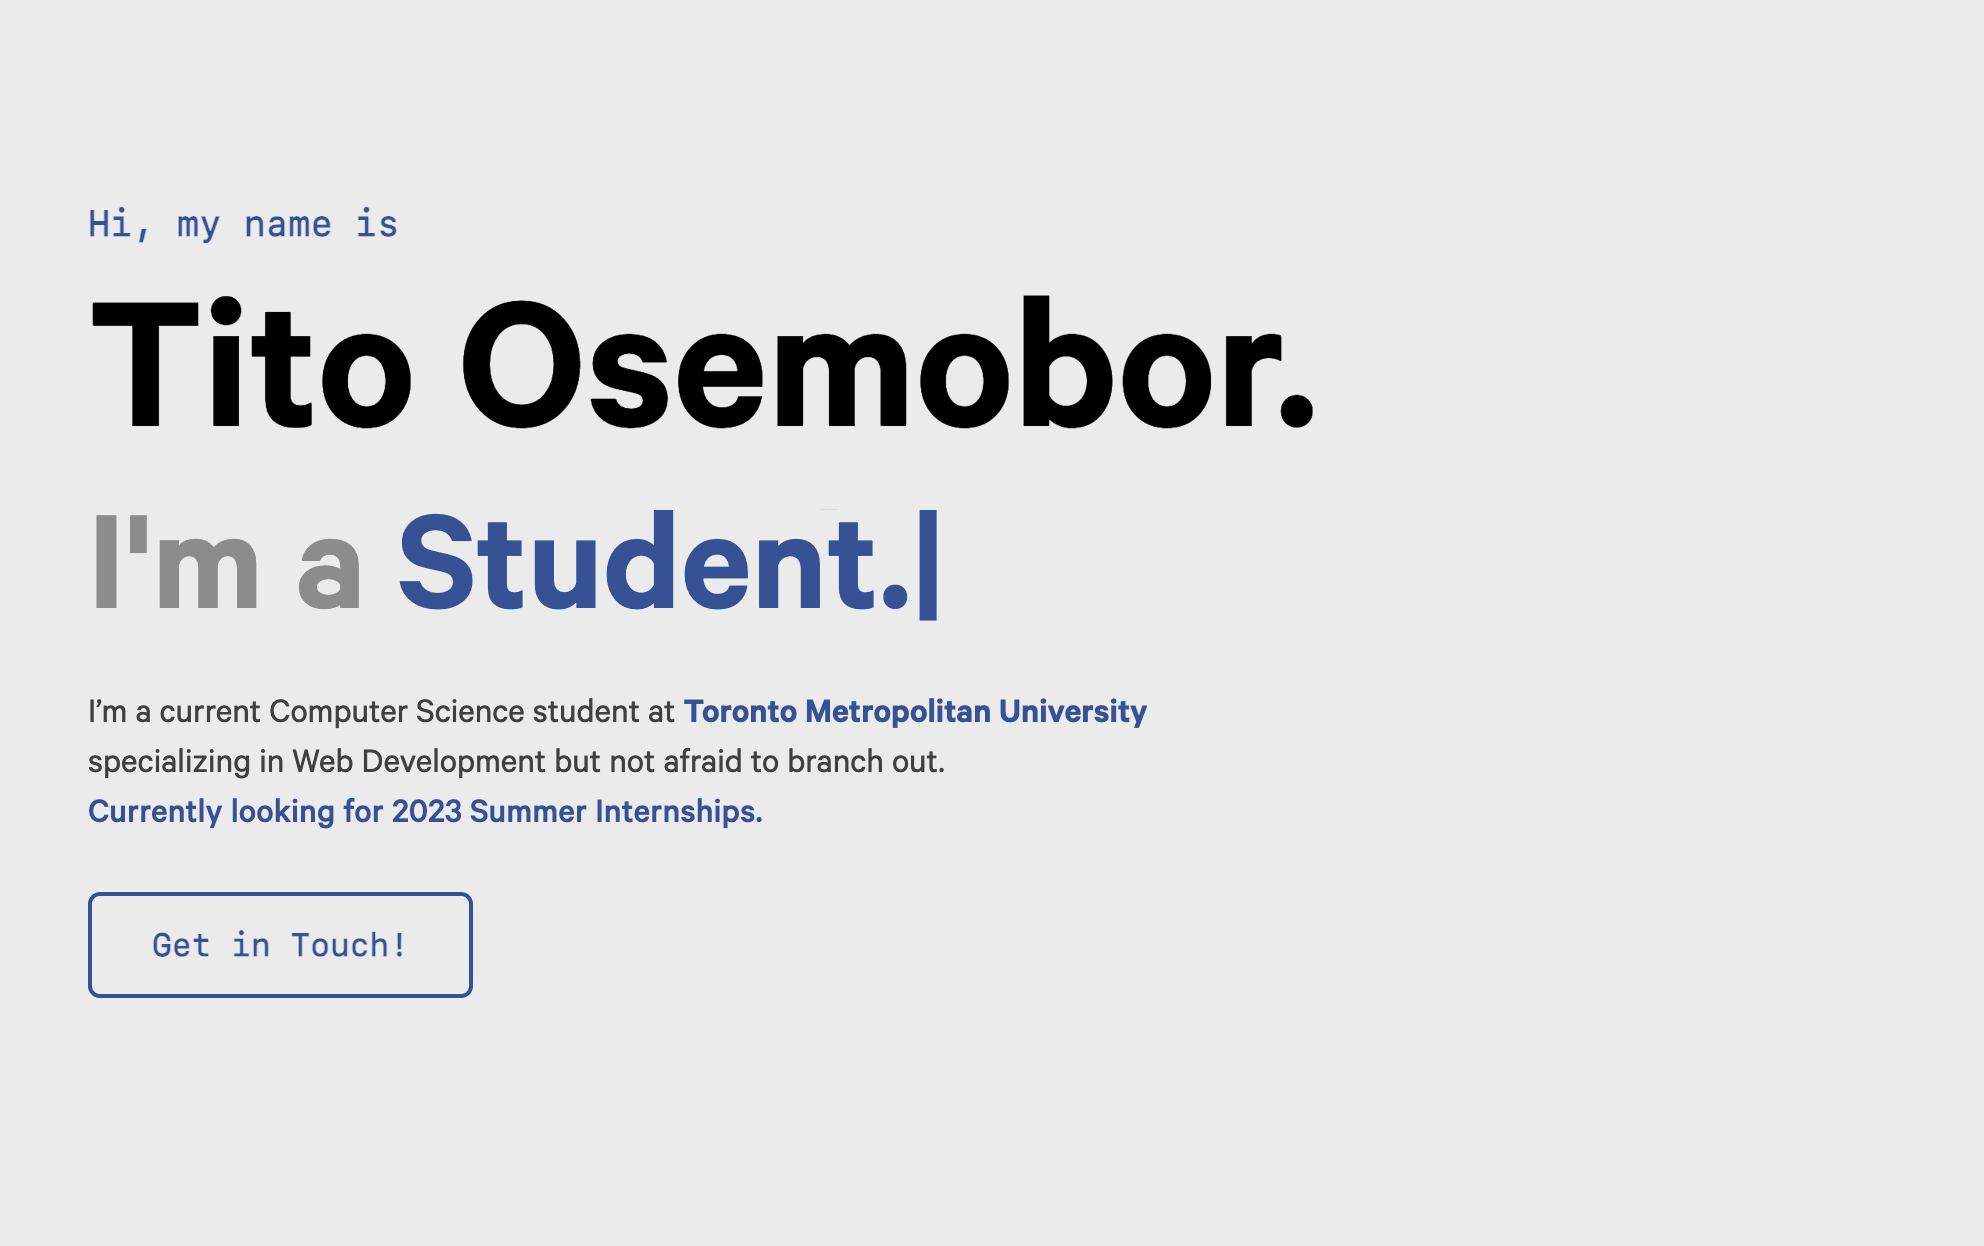 Hi, my name is
Tito Osemobor.
I'm a Student.|
I’m a current Computer Science student at Toronto Metropolitan University
specializing in Web Development but not afraid to branch out.
Currently looking for 2023 Summer Internships.
Get in Touch!